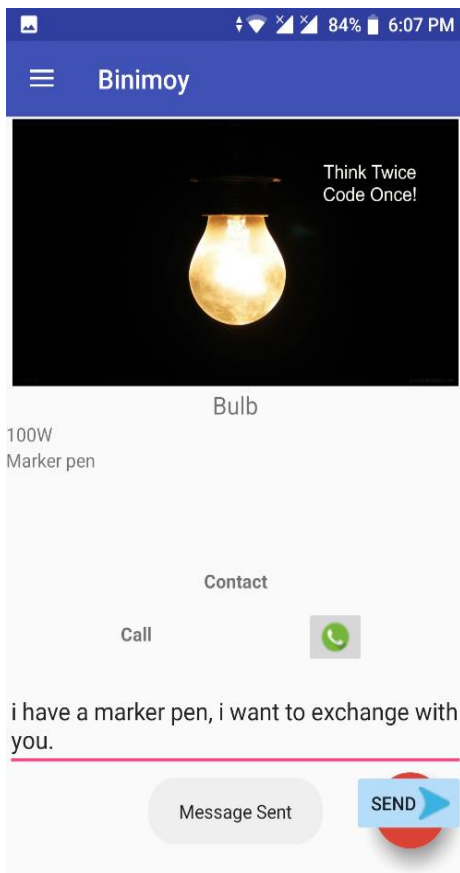 84% 6:07 PM
Binimoy
Think Twice
Code Once!
Bulb
100W
Marker pen
Contact
Call
i have a marker pen, i want to exchange with
you.
SEND
Message Sent